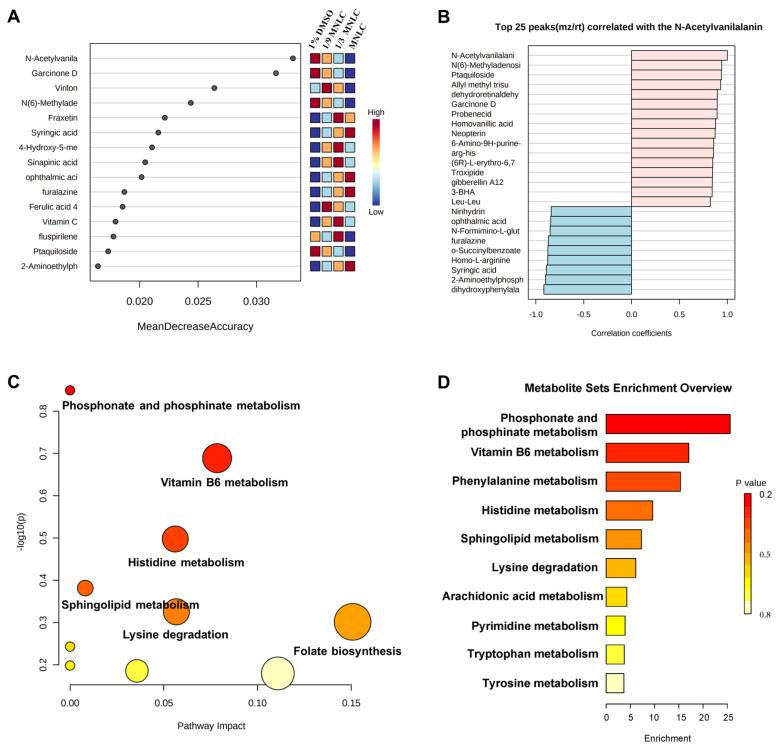 A
1% DMSO
1/9 MNLC
1/3 MNLC
MNLC
N-Acetylvanila
Garcinone D
Virilon
N(6)-Methylade
Fraxetin
Syringic acid
4-Hydroxy-5-me
Sinapinic acid
ophthalmic aci
furalazine
Ferulic acid 4
Vitamin C
fluspirilene
Ptaquiloside
2-Aminoethylph
High
Low
0.020 0.025 0.030
MeanDecreaseAccuracy
B
Top 25 peaks(mz/rt) correlated with the N-Acetylvanilalanin
N-Acetylvanilalani
N(6)-Methyladenosi
Ptaquiloside
Allyl methyl trisu
dehydroretinaldehy
Garcinone D
Probenecid
Homovanillic acid
Neopterin
6-Amino-9H-purine-
arg-his
(6R)-L-erythro-6,7
Troxipide
gibberellin A12
3-BHA
Leu-Leu
Ninhydrin
ophthalmic acid
N-Formimino-L-glut
furalazine
o-Succinylbenzoate
Homo-L-arginine
Syringic acid
2-Aminoethylphosph
dihydroxyphenylala
-1.0 -0.5 0.0 0.5 1.0
Correlation coefficients
C
-log10(p)
0.8
0.7
0.6
0.5
0.4
0.3
0.2
Phosphonate and phosphinate metabolism
Vitamin B6 metabolism
Histidine metabolism
Sphingolipid metabolism
Lysine degradation
Folate biosynthesis
0.00 0.05 0.10 0.15
Pathway Impact
D
Metabolite Sets Enrichment Overview
Phosphonate and
phosphinate metabolism
Vitamin B6 metabolism
Phenylalanine metabolism
Histidine metabolism
Sphingolipid metabolism
Lysine degradation
Arachidonic acid metabolism
Pyrimidine metabolism
Tryptophan metabolism
Tyrosine metabolism
P value
0.2
0.5
0.8
0 5 10 15 20 25
Enrichment